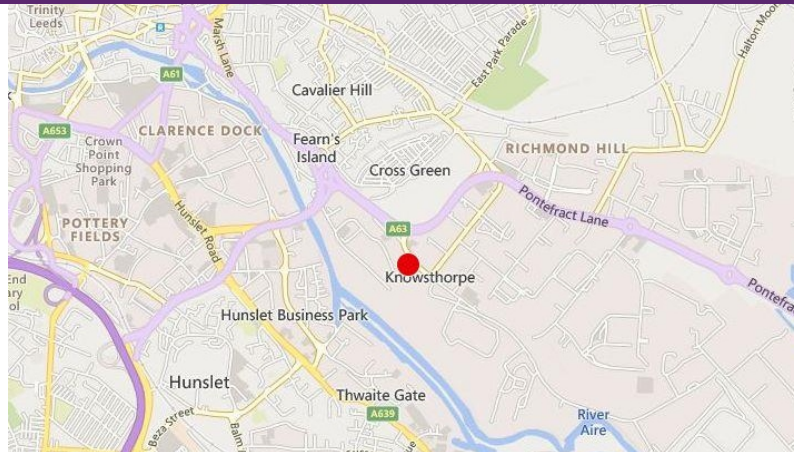 Trinity
Leeds
Marsh Lane
A61
Cavalier Hill
East Park Parade
Halton Moor
A653
CLARENCE DOCK
Crown
Point
Shopping
Park
Fearn's
Island
Cross Green
RICHMOND HILL
POTTERY
FIELDS
Hunslet Road
A63
Pontefract Lane
Knowsthorpe
End
Pontefra
Hunslet Business Park
Hunslet
Thwaite Gate
A639
Beza Street
Balm
River
Aire